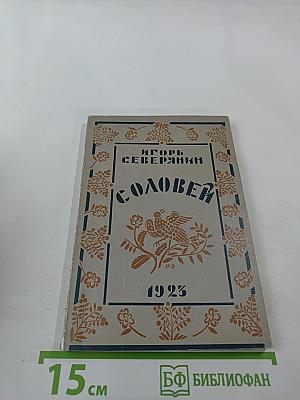 ИГОРЬ
СЕВЕРЯНИН
СОЛОВЕЙ
1923
15 см
БФ БИБЛИОФАН